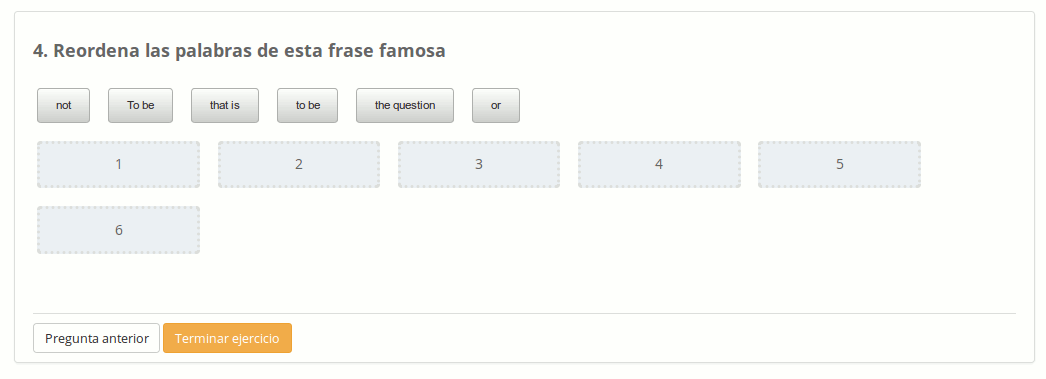 4. Reordena las palabras de esta frase famosa
not To be that is to be the question or
1 2 3 4 5
6
Pregunta anterior Terminar ejercicio